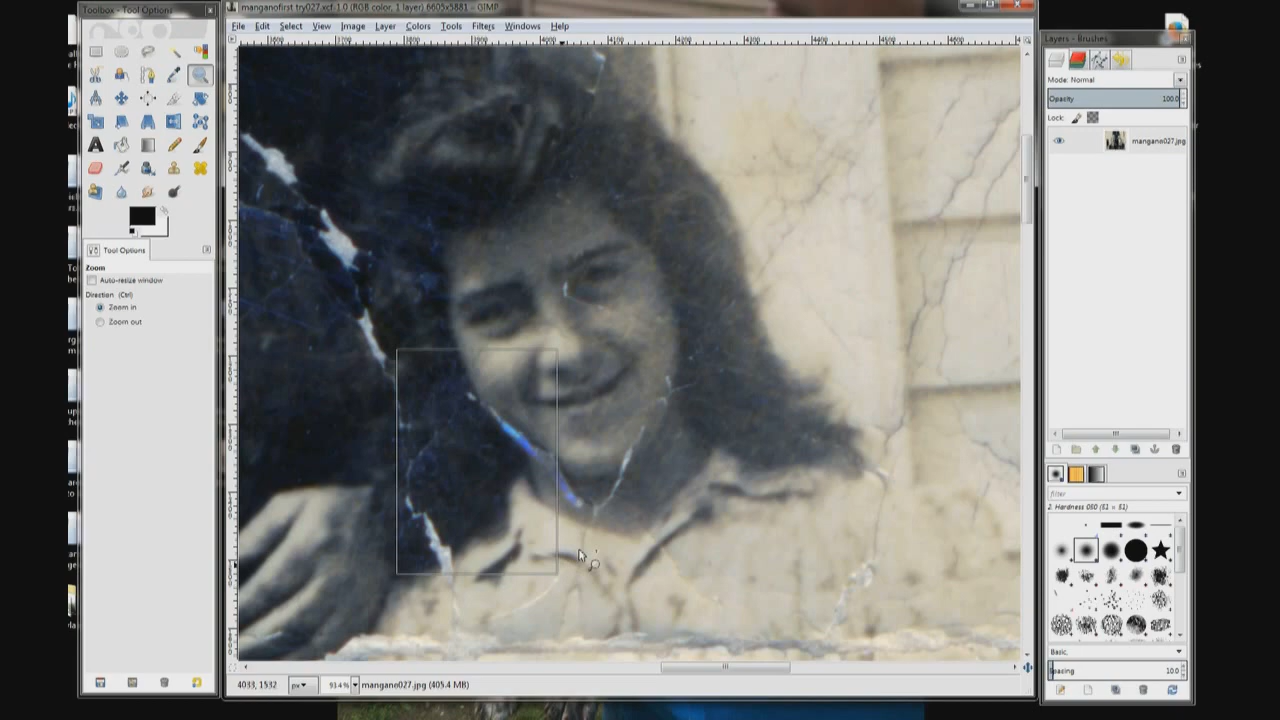 Toolbox - Tool Options
manganofirst try027.xcf-1.0 (RGB color, 1 layer) 6605x5881 - GIMP
File Edit Select View Image Layer Colors Tools Filters Windows Help
Layers - Brushes
Mode: Normal
Opacity 100.0
Lock:
mangano027.jpg
Tool Options
Zoom
Auto-resize window
Direction (Ctrl)
Zoom in
Zoom out
filter
2. Hardness 050 (51 × 51)
Basic,
Spacing 10.0
4033, 1532 px 93.4% mangano027.jpg (405.4 MB)